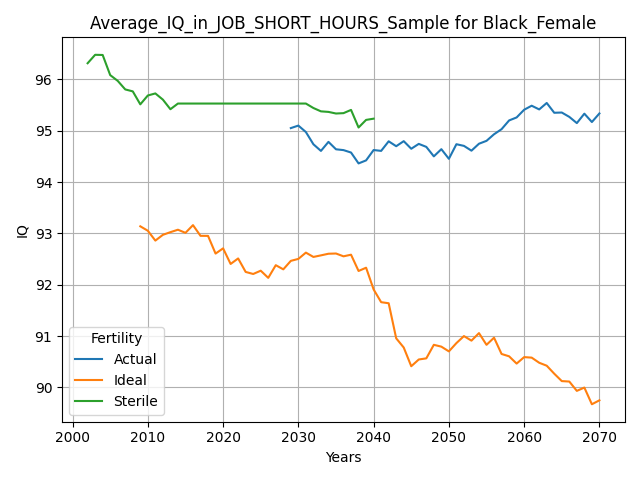 Average_IQ_in_JOB_SHORT_HOURS_Sample for Black_Female
96
95
94
93
92
91
90
IQ
Fertility
Actual
Ideal
Sterile
2000 2010 2020 2030 2040 2050 2060 2070
Years